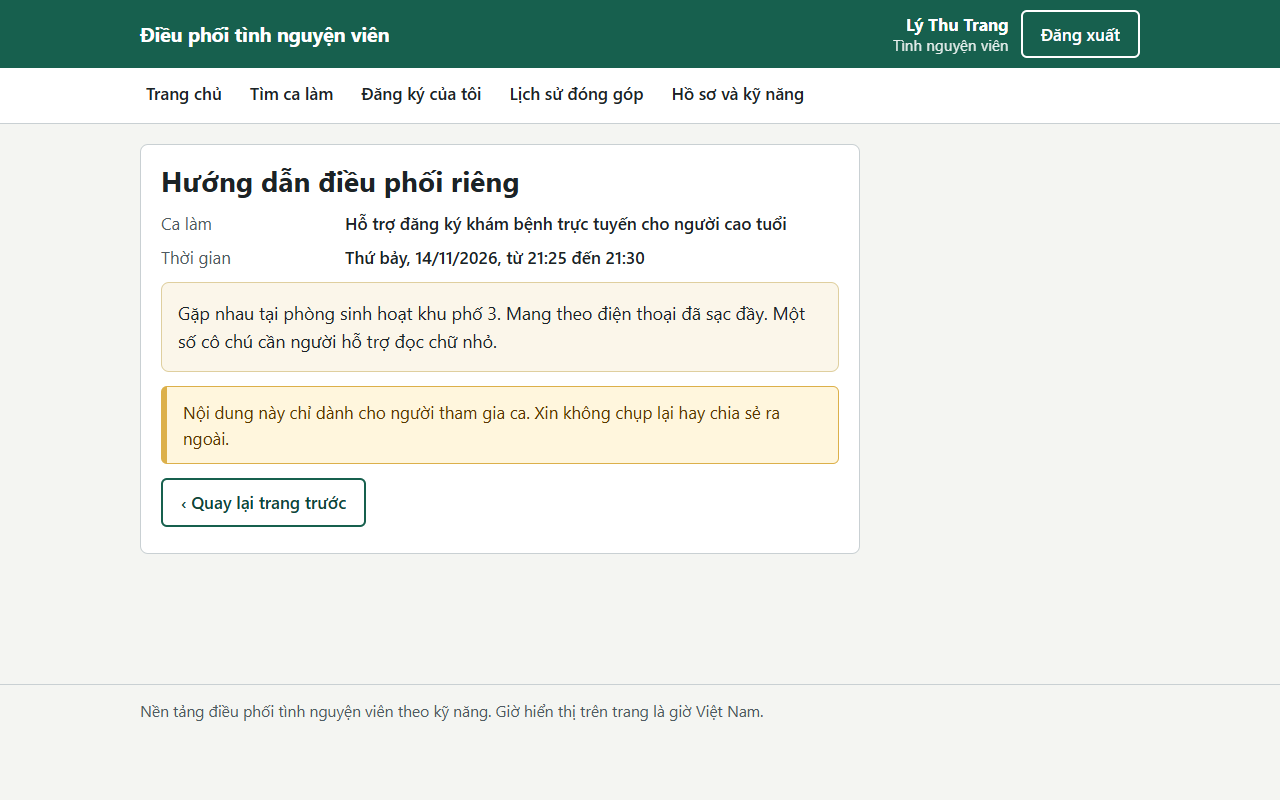 Điều phối tình nguyện viên
Lý Thu Trang
Tình nguyện viên
Đăng xuất
Trang chủ
Tìm ca làm
Đăng ký của tôi
Lịch sử đóng góp
Hồ sơ và kỹ năng
Hướng dẫn điều phối riêng
Ca làm
Hỗ trợ đăng ký khám bệnh trực tuyến cho người cao tuổi
Thời gian
Thứ bảy, 14/11/2026, từ 21:25 đến 21:30
Gặp nhau tại phòng sinh hoạt khu phố 3. Mang theo điện thoại đã sạc đầy. Một
số cô chú cần người hỗ trợ đọc chữ nhỏ.
Nội dung này chỉ dành cho người tham gia ca. Xin không chụp lại hay chia sẻ ra
ngoài.
‹ Quay lại trang trước
Nền tảng điều phối tình nguyện viên theo kỹ năng. Giờ hiển thị trên trang là giờ Việt Nam.